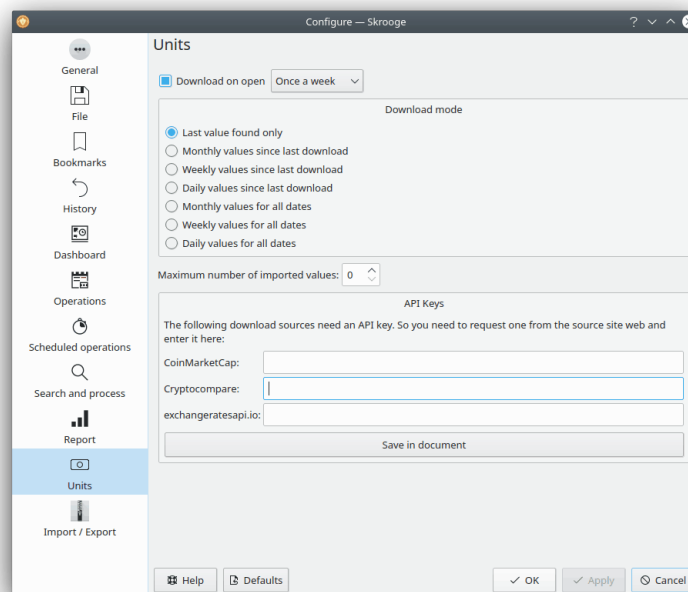 Configure — Skrooge
General
File
Bookmarks
History
Dashboard
Operations
Scheduled operations
Search and process
Report
Units
Import / Export
Units
Download on open Once a week
Download mode
Last value found only
Monthly values since last download
Weekly values since last download
Daily values since last download
Monthly values for all dates
Weekly values for all dates
Daily values for all dates
Maximum number of imported values: 0
API Keys
The following download sources need an API key. So you need to request one from the source site web and
enter it here:
CoinMarketCap:
Cryptocompare:
exchangeratesapi.io:
Save in document
Help Defaults OK Apply Cancel